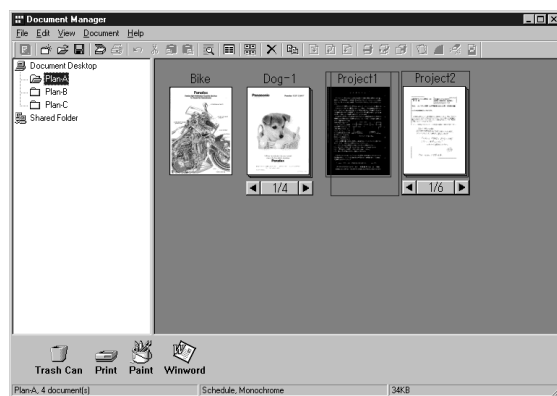 Document Manager
File Edit View Document Help
Document Desktop
Plan-A
Plan-B
Plan-C
Shared Folder
Bike Dog-1 Project1 Project2
Panasonic
1/4 1/6
Trash Can Print Paint Winword
Plan-A, 4 document(s) Schedule, Monochrome 34KB